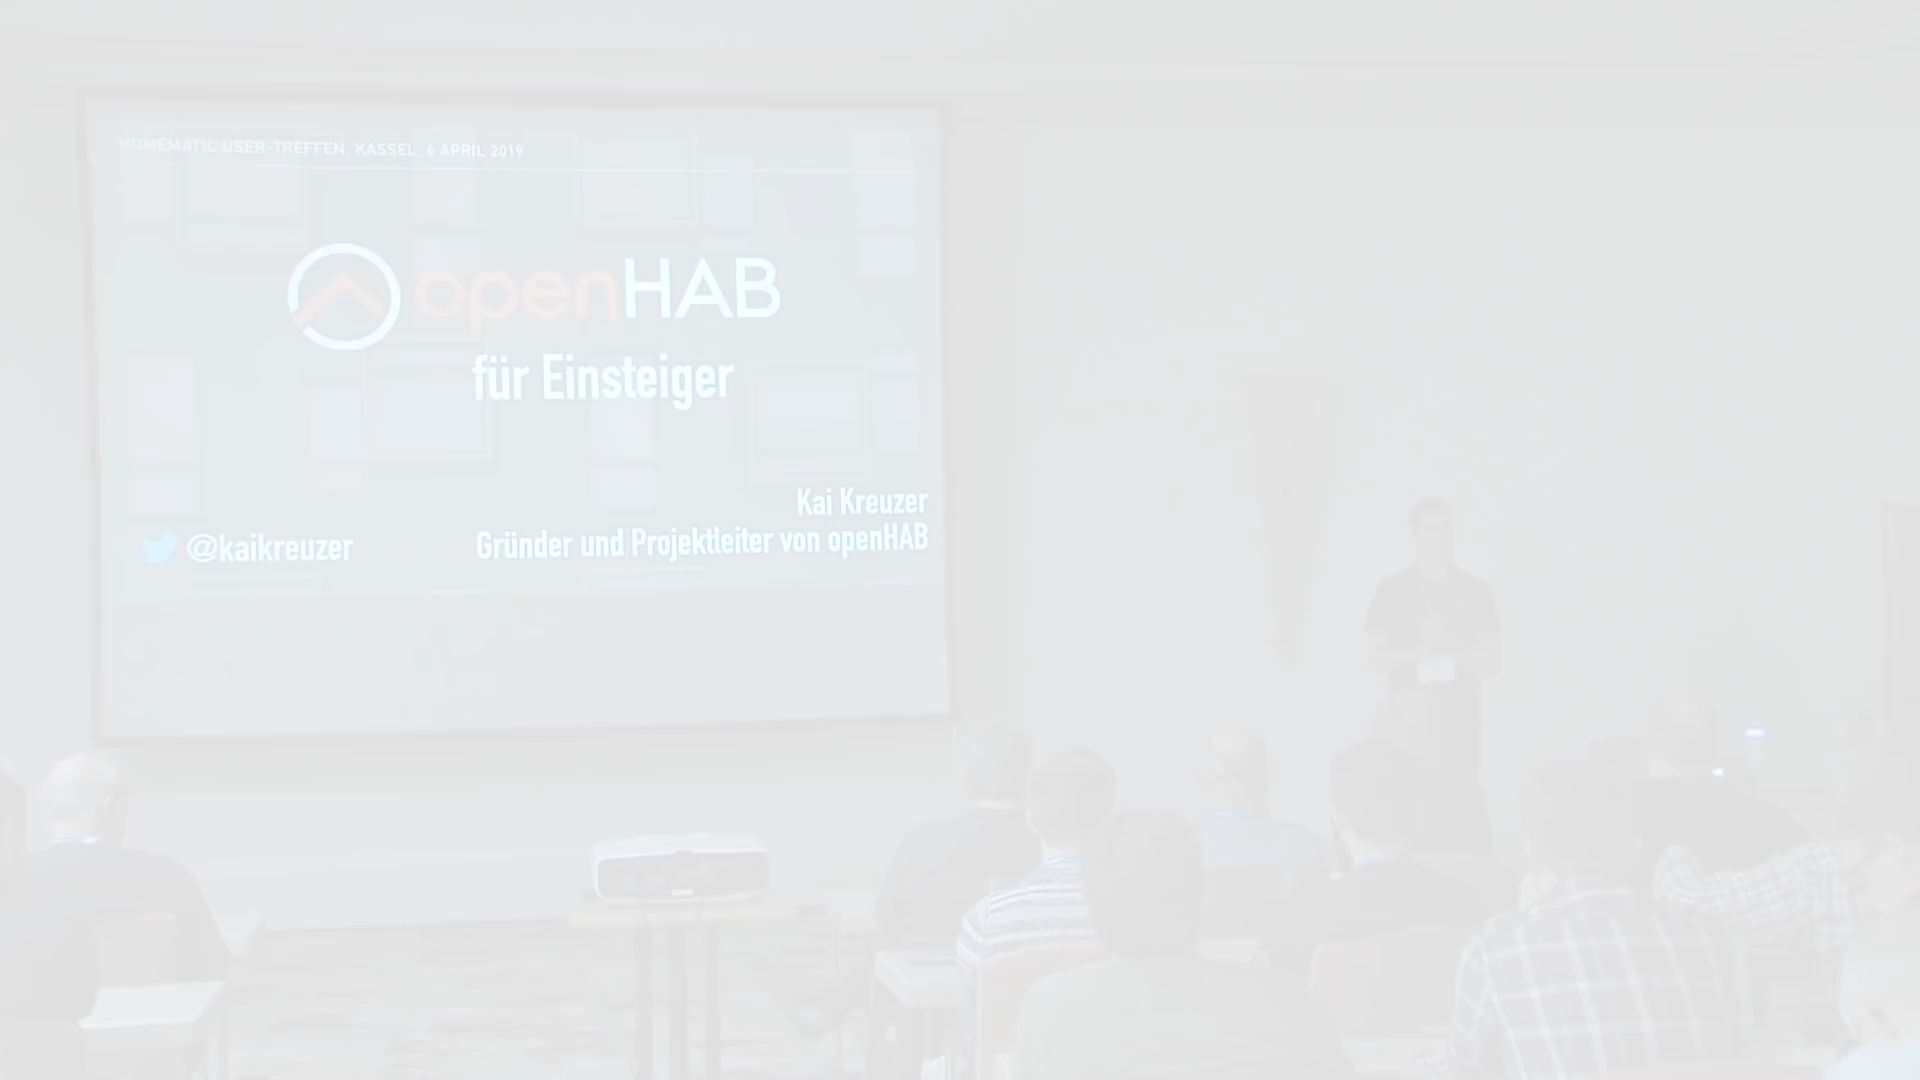 HOMEMATIC USER-TREFFEN, KASSEL, 6 APRIL 2019
openHAB
für Einsteiger
Kai Kreuzer
@kaikreuzer
Gründer und Projektleiter von openHAB